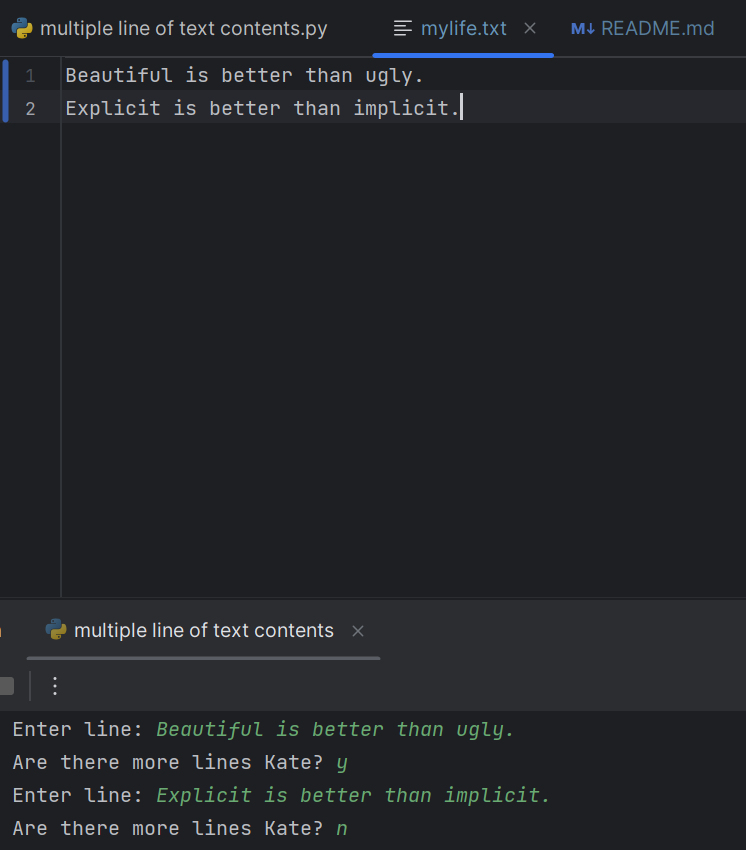 multiple line of text contents.py mylife.txt M↓ README.md
1 Beautiful is better than ugly.
2 Explicit is better than implicit.
multiple line of text contents
Enter line: Beautiful is better than ugly.
Are there more lines Kate? y
Enter line: Explicit is better than implicit.
Are there more lines Kate? n